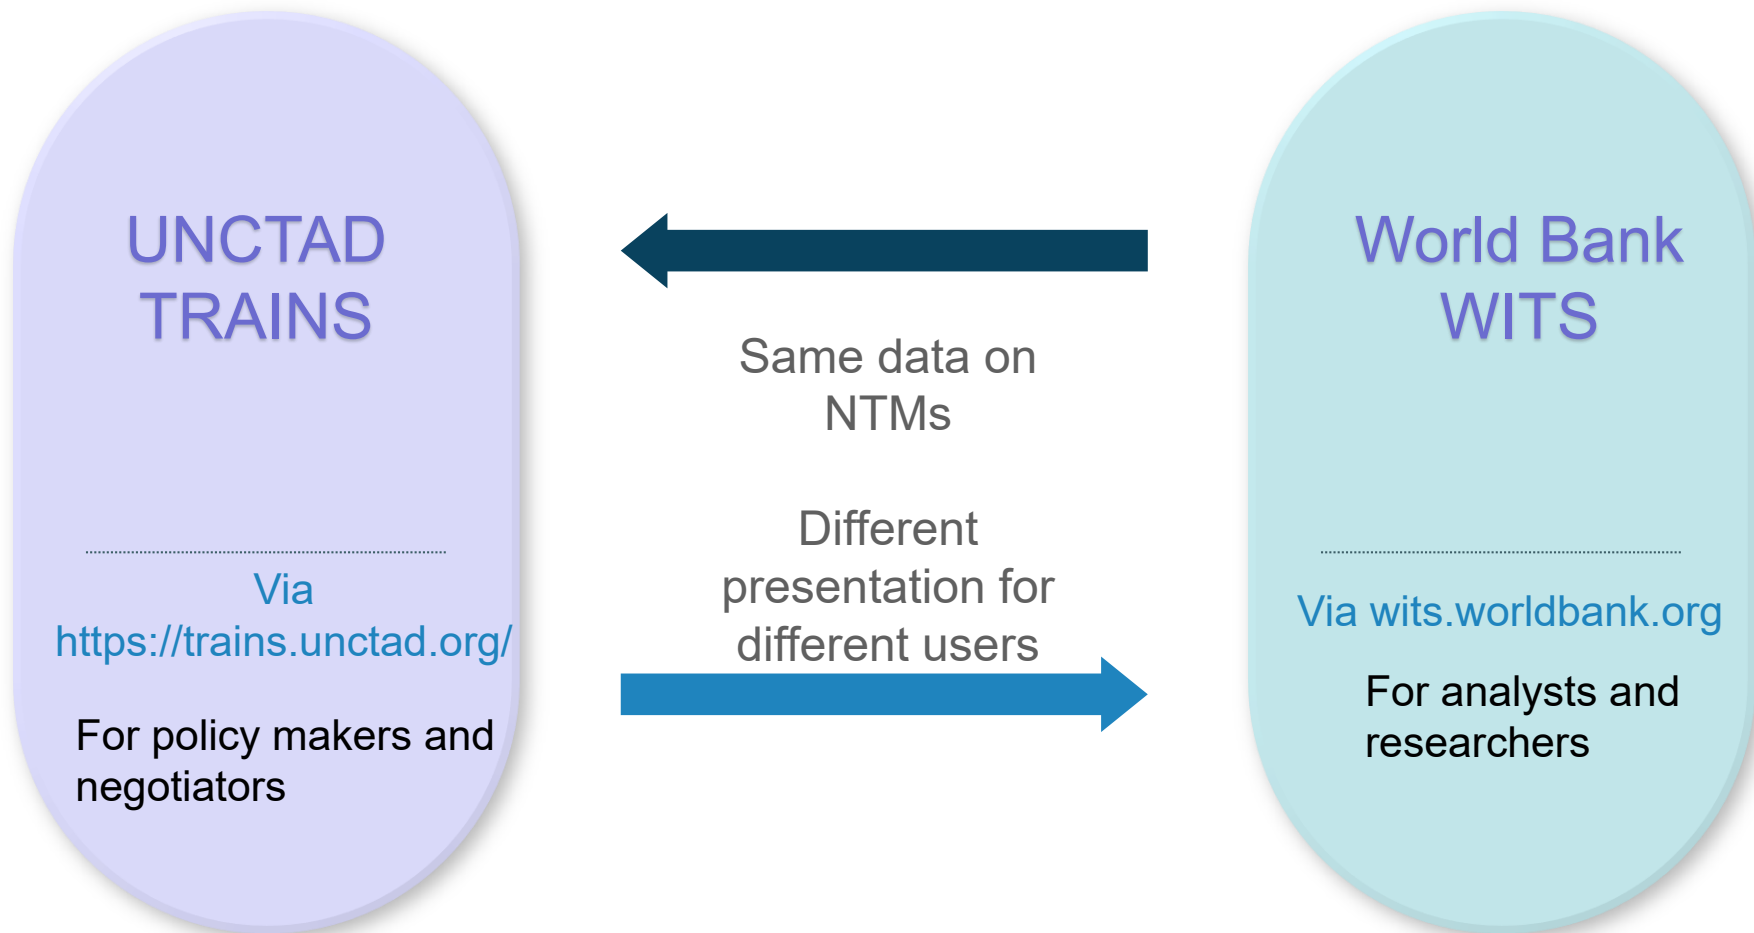 UNCTAD
TRAINS
Via
https://trains.unctad.org/
For policy makers and
negotiators
Same data on
NTMs
Different
presentation for
different users
World Bank
WITS
Via wits.worldbank.org
For analysts and
researchers